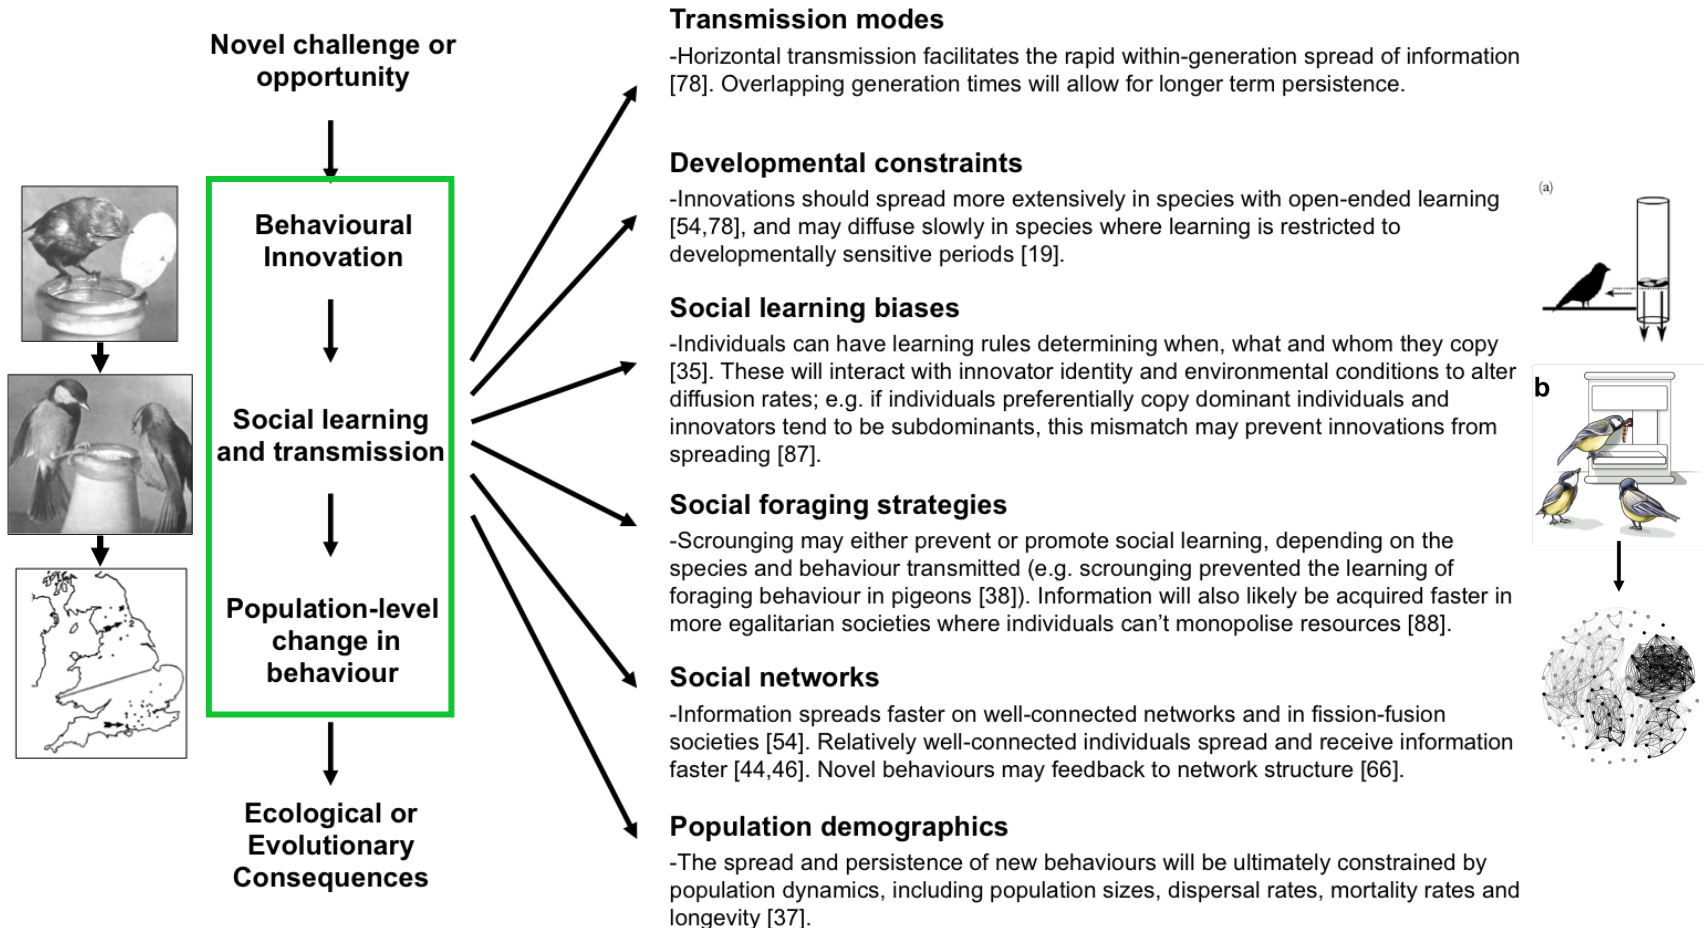 Novel challenge or
opportunity
Behavioural
Innovation
Social learning
and transmission
Population-level
change in
behaviour
Ecological or
Evolutionary
Consequences
Transmission modes
-Horizontal transmission facilitates the rapid within-generation spread of information
[78]. Overlapping generation times will allow for longer term persistence.
Developmental constraints
-Innovations should spread more extensively in species with open-ended learning
[54,78], and may diffuse slowly in species where learning is restricted to
developmentally sensitive periods [19].
Social learning biases
-Individuals can have learning rules determining when, what and whom they copy
[35]. These will interact with innovator identity and environmental conditions to alter
diffusion rates; e.g. if individuals preferentially copy dominant individuals and
innovators tend to be subdominants, this mismatch may prevent innovations from
spreading [87].
Social foraging strategies
-Scrounging may either prevent or promote social learning, depending on the
species and behaviour transmitted (e.g. scrounging prevented the learning of
foraging behaviour in pigeons [38]). Information will also likely be acquired faster in
more egalitarian societies where individuals can’t monopolise resources [88].
Social networks
-Information spreads faster on well-connected networks and in fission-fusion
societies [54]. Relatively well-connected individuals spread and receive information
faster [44,46]. Novel behaviours may feedback to network structure [66].
Population demographics
-The spread and persistence of new behaviours will be ultimately constrained by
population dynamics, including population sizes, dispersal rates, mortality rates and
longevity [37].
(a)
b